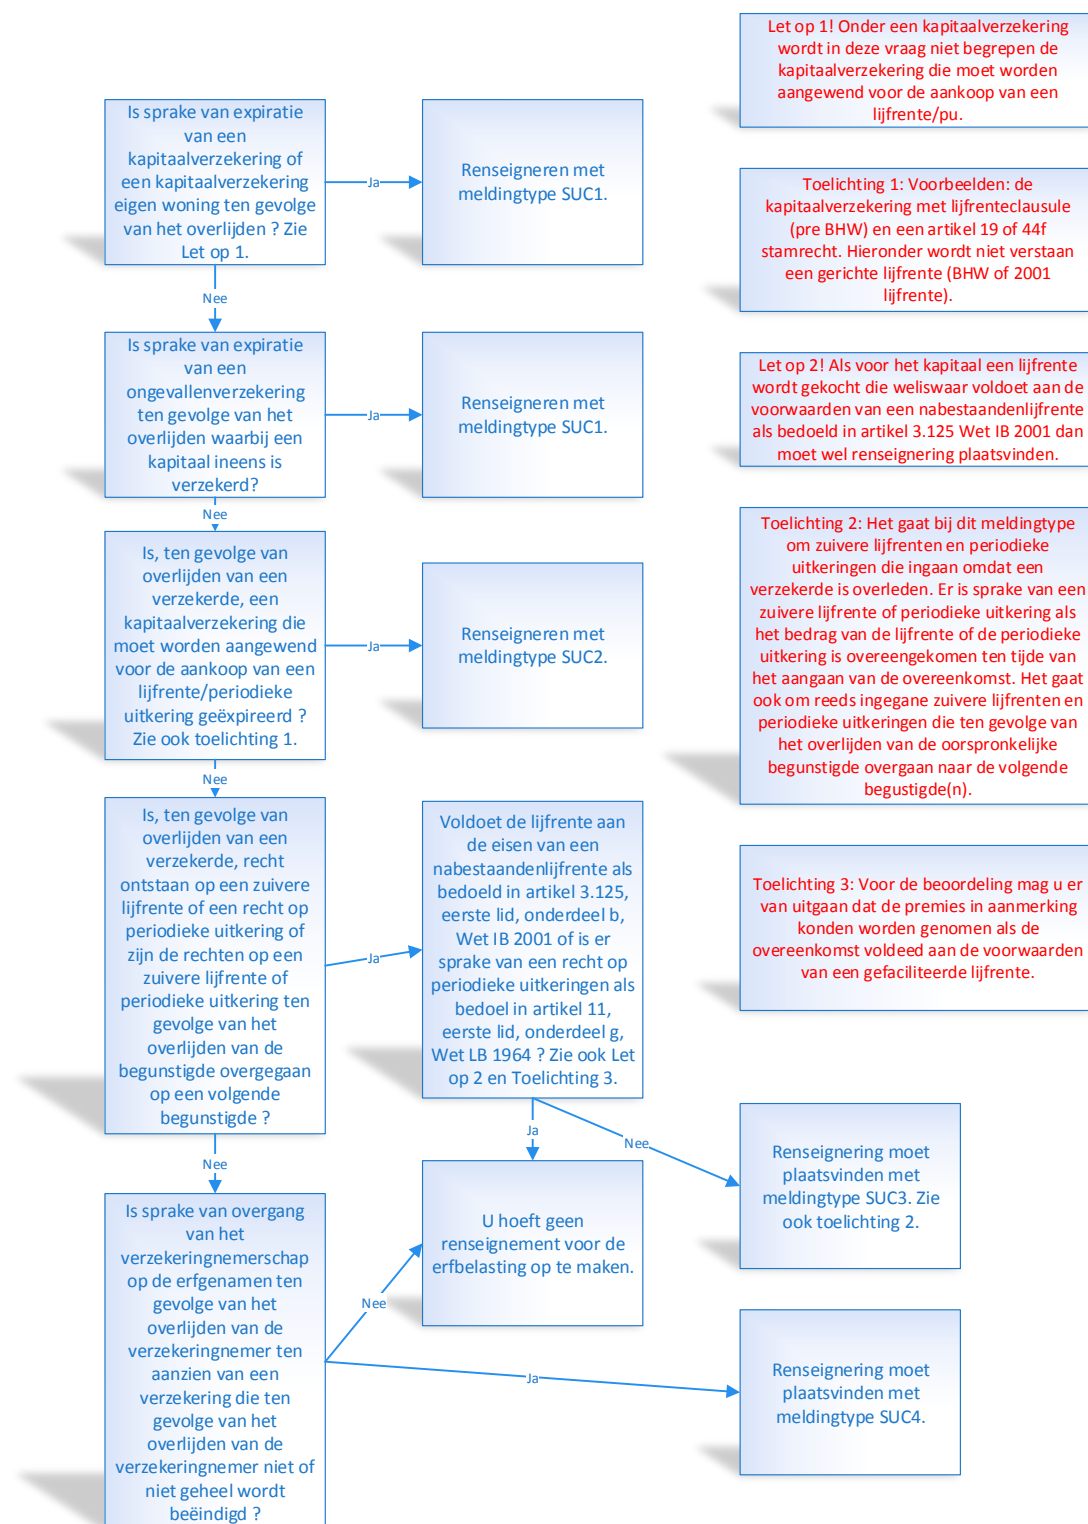 Is sprake van expiratie
van een
kapitaalverzekering of
een kapitaalverzekering
eigen woning ten gevolge
van het overlijden ? Zie
Let op 1.
Ja
Renseigneren met
meldingtype SUC1.
Nee
Is sprake van expiratie
van een
ongevallenverzekering
ten gevolge van het
overlijden waarbij een
kapitaal ineens is
verzekerd?
Ja
Renseigneren met
meldingtype SUC1.
Nee
Is, ten gevolge van
overlijden van een
verzekerde, een
kapitaalverzekering die
moet worden aangewend
voor de aankoop van een
lijfrente/periodieke
uitkering geëxpireerd ?
Zie ook toelichting 1.
Ja
Renseigneren met
meldingtype SUC2.
Nee
Is, ten gevolge van
overlijden van een
verzekerde, recht
ontstaan op een zuivere
lijfrente of een recht op
periodieke uitkering of
zijn de rechten op een
zuivere lijfrente of
periodieke uitkering ten
gevolge van het
overlijden van de
begunstigde overgegaan
op een volgende
begunstigde ?
Ja
Voldoet de lijfrente aan
de eisen van een
nabestaandenlijfrente als
bedoeld in artikel 3.125,
eerste lid, onderdeel b,
Wet IB 2001 of is er
sprake van een recht op
periodieke uitkeringen als
bedoel in artikel 11,
eerste lid, onderdeel g,
Wet LB 1964 ? Zie ook Let
op 2 en Toelichting 3.
Ja
Nee
Nee
U hoeft geen
renseignement voor de
erfbelasting op te maken.
Renseignering moet
plaatsvinden met
meldingtype SUC3. Zie
ook toelichting 2.
Is sprake van overgang
van het
verzekeringnemerschap
op de erfgenamen ten
gevolge van het
overlijden van de
verzekeringnemer ten
aanzien van een
verzekering die ten
gevolge van het
overlijden van de
verzekeringnemer niet of
niet geheel wordt
beëindigd ?
Nee
Ja
Renseignering moet
plaatsvinden met
meldingtype SUC4.
Let op 1! Onder een kapitaalverzekering
wordt in deze vraag niet begrepen de
kapitaalverzekering die moet worden
aangewend voor de aankoop van een
lijfrente/pu.
Toelichting 1: Voorbeelden: de
kapitaalverzekering met lijfrenteclausule
(pre BHW) en een artikel 19 of 44f
stamrecht. Hieronder wordt niet verstaan
een gerichte lijfrente (BHW of 2001
lijfrente).
Let op 2! Als voor het kapitaal een lijfrente
wordt gekocht die weliswaar voldoet aan de
voorwaarden van een nabestaandenlijfrente
als bedoeld in artikel 3.125 Wet IB 2001 dan
moet wel renseignering plaatsvinden.
Toelichting 2: Het gaat bij dit meldingtype
om zuivere lijfrenten en periodieke
uitkeringen die ingaan omdat een
verzekerde is overleden. Er is sprake van een
zuivere lijfrente of periodieke uitkering als
het bedrag van de lijfrente of de periodieke
uitkering is overeengekomen ten tijde van
het aangaan van de overeenkomst. Het gaat
ook om reeds ingegane zuivere lijfrenten en
periodieke uitkeringen die ten gevolge van
het overlijden van de oorspronkelijke
begunstigde overgaan naar de volgende
begustigde(n).
Toelichting 3: Voor de beoordeling mag u er
van uitgaan dat de premies in aanmerking
konden worden genomen als de
overeenkomst voldeed aan de voorwaarden
van een gefaciliteerde lijfrente.